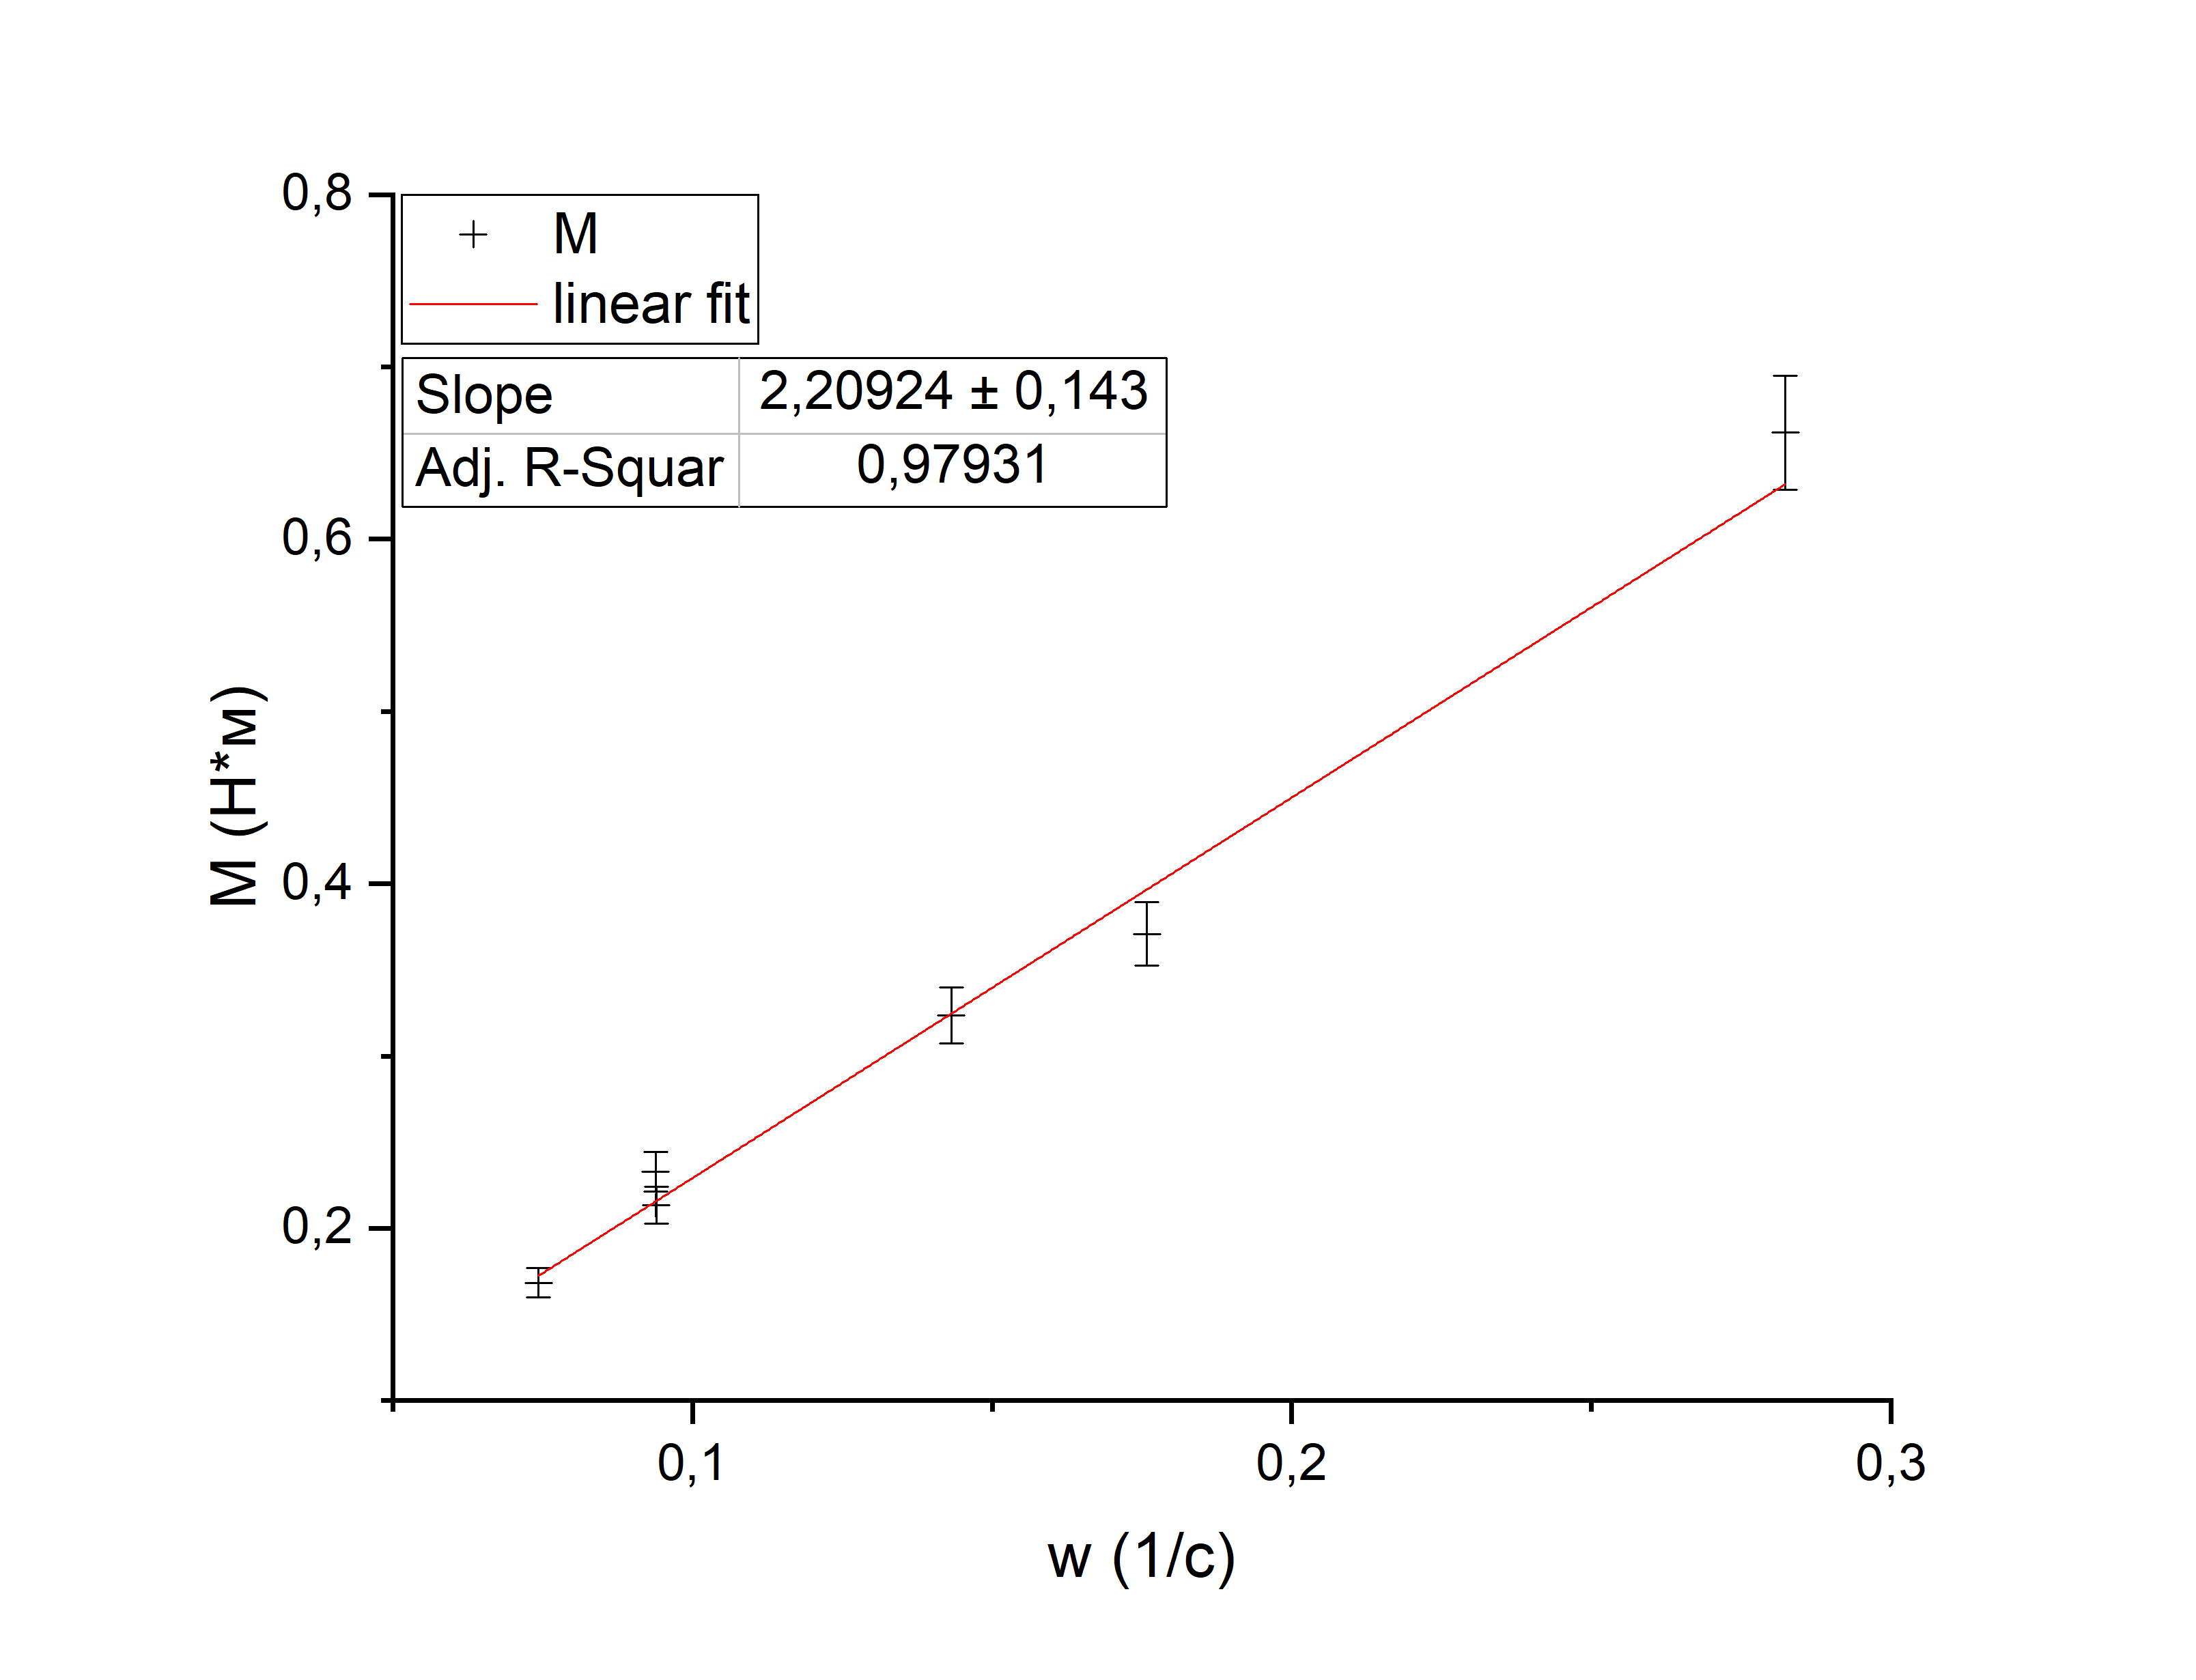 0,8
M
linear fit
Slope 2,20924 ± 0,143
Adj. R-Squar 0,97931
0,6
M (Н*м)
0,4
0,2
0,1 0,2 0,3
w (1/c)